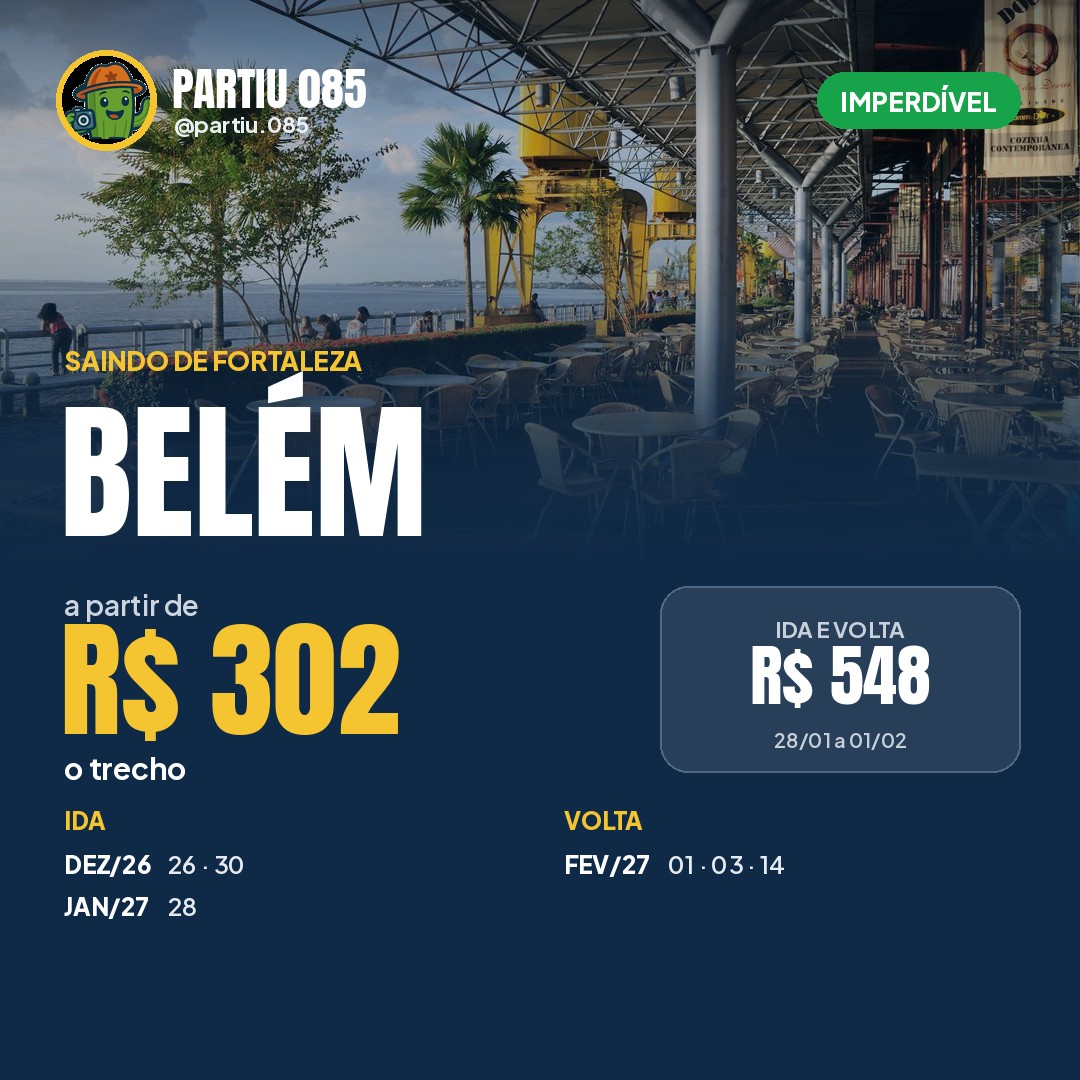 PARTIU 085
@partiu.085
IMPERDÍVEL
COZINHA
CONTEMPORÂNEA
SAINDO DE FORTALEZA
BELÉM
a partir de
R$ 302
o trecho
IDA E VOLTA
R$ 548
28/01 a 01/02
IDA
DEZ/26 26 · 30
JAN/27 28
VOLTA
FEV/27 01 · 03 · 14